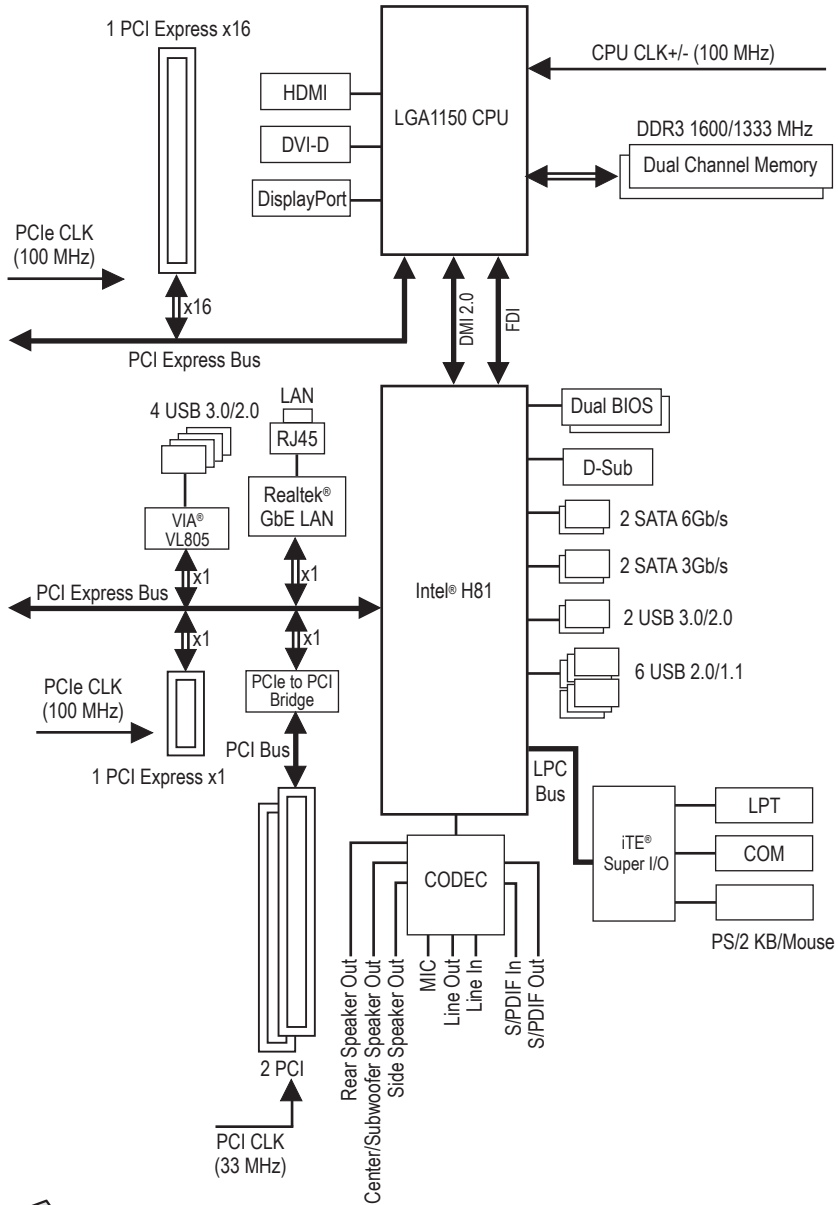 1 PCI Express x16
CPU CLK+/- (100 MHz)
HDMI
LGA1150 CPU
DDR3 1600/1333 MHz
DVI-D
Dual Channel Memory
DisplayPort
PCIe CLK
(100 MHz)
x16
DMI 2.0
FDI
PCI Express Bus
LAN
4 USB 3.0/2.0
RJ45
Dual BIOS
D-Sub
Realtek®
GbE LAN
VIA®
VL805
2 SATA 6Gb/s
x1
x1
2 SATA 3Gb/s
PCI Express Bus
Intel® H81
2 USB 3.0/2.0
x1
x1
6 USB 2.0/1.1
PCIe CLK
(100 MHz)
PCIe to PCI
Bridge
PCI Bus
1 PCI Express x1
LPC
Bus
LPT
iTE®
Super I/O
COM
CODEC
PS/2 KB/Mouse
Rear Speaker Out
Center/Subwoofer Speaker Out
Side Speaker Out
MIC
Line Out
Line In
S/PDIF In
S/PDIF Out
2 PCI
PCI CLK
(33 MHz)